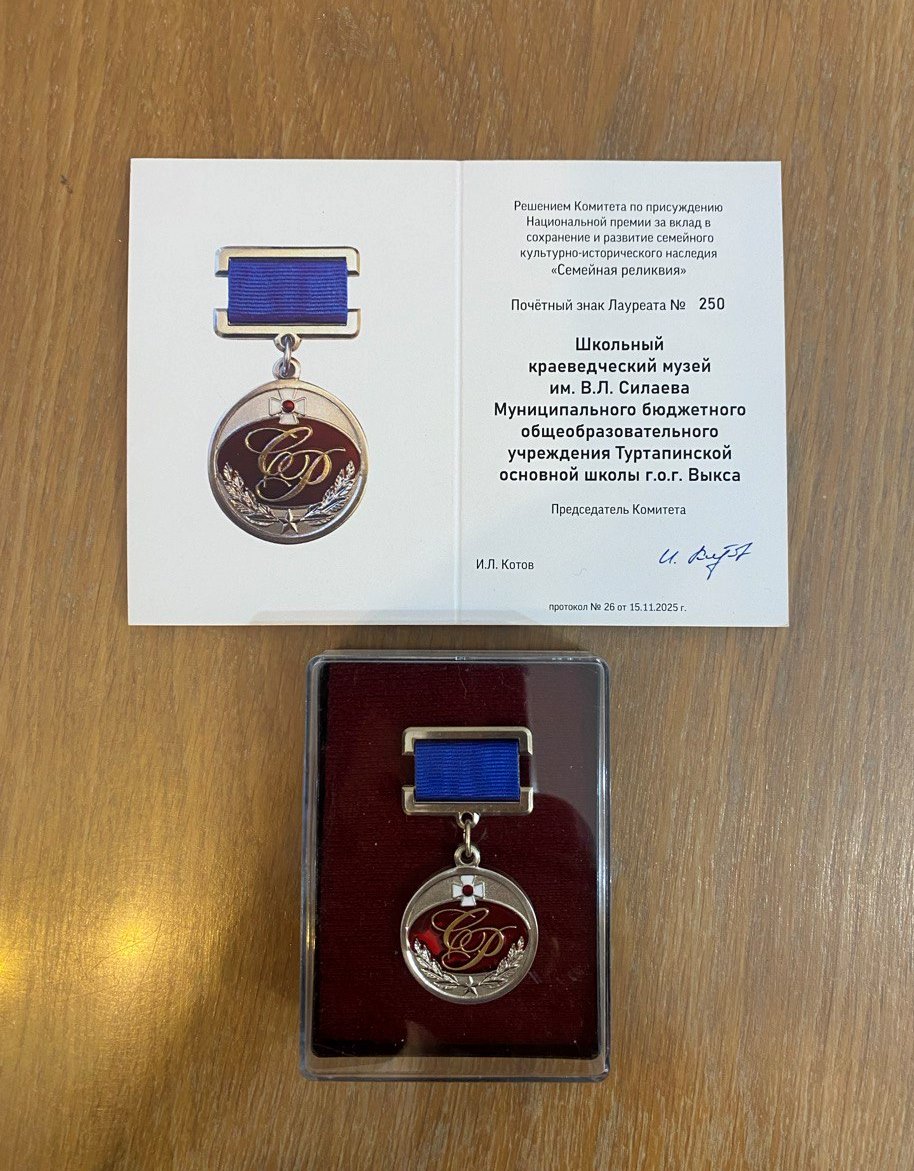 Решением Комитета по присуждению
Национальной премии за вклад в
сохранение и развитие семейного
культурно-исторического наследия
«Семейная реликвия»
Почётный знак Лауреата № 250
Школьный
краеведческий музей
им. В.Л. Силаева
Муниципального бюджетного
общеобразовательного
учреждения Туртапинской
основной школы г.о.г. Выкса
Председатель Комитета
И.Л. Котов
протокол № 26 от 15.11.2025 г.
СР
СР